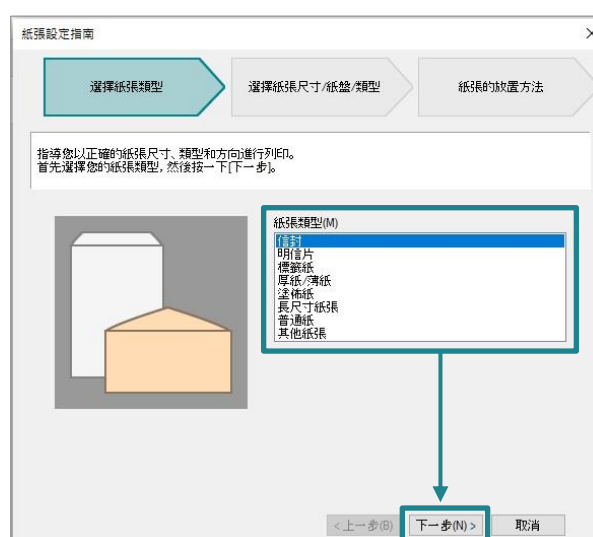 紙張設定指南
選擇紙張類型
選擇紙張尺寸/紙盤/類型
紙張的放置方法
指導您以正確的紙張尺寸、類型和方向進行列印。
首先選擇您的紙張類型, 然後按一下[下一步]。
紙張類型(M)
信封
明信片
標籤紙
厚紙/薄紙
塗佈紙
長尺寸紙張
普通紙
其他紙張
<上一步(B)
下一步(N) >
取消